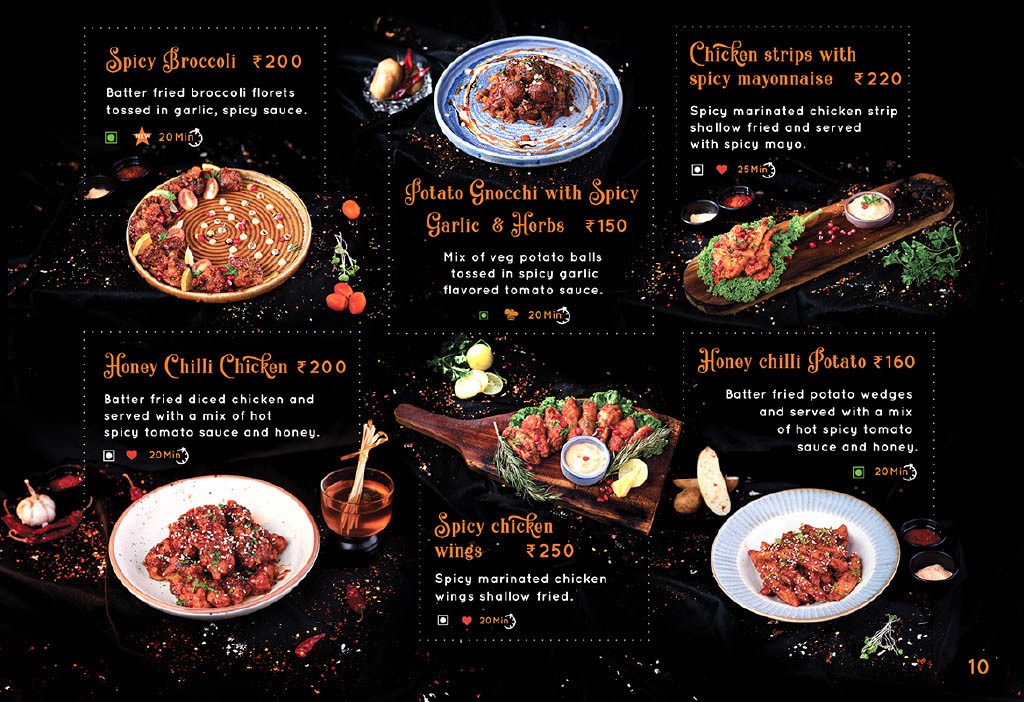 Spicy Broccoli ₹200
Batter fried broccoli florets
tossed in garlic, spicy sauce.
NEW 20 Min
Potato Gnocchi with Spicy
Garlic & Herbs ₹150
Mix of veg potato balls
tossed in spicy garlic
flavored tomato sauce.
20 Min
Chicken strips with
spicy mayonnaise ₹220
Spicy marinated chicken strip
shallow fried and served
with spicy mayo.
25 Min
Honey Chilli Chicken ₹200
Batter fried diced chicken and
served with a mix of hot
spicy tomato sauce and honey.
20 Min
Spicy chicken
wings ₹250
Spicy marinated chicken
wings shallow fried.
20 Min
Honey chilli Potato ₹160
Batter fried potato wedges
and served with a mix
of hot spicy tomato
sauce and honey.
20 Min
10